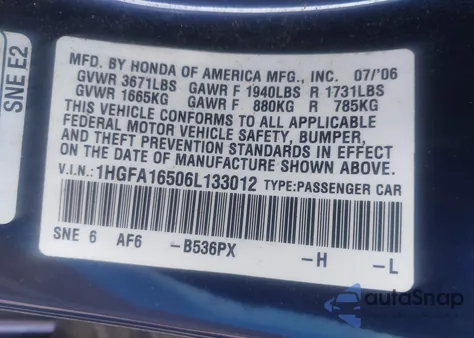 SNE E2
MFD. BY HONDA OF AMERICA MFG., INC. 07/'06
GVWR 3671LBS GAWR F 1940LBS R 1731LBS
GVWR 1665KG GAWR F 880KG R 785KG
THIS VEHICLE CONFORMS TO ALL APPLICABLE
FEDERAL MOTOR VEHICLE SAFETY, BUMPER,
AND THEFT PREVENTION STANDARDS IN EFFECT
ON THE DATE OF MANUFACTURE SHOWN ABOVE.
V.I.N.: 1HGFA16506L133012 TYPE:PASSENGER CAR
SNE 6 AF6 -B536PX -H -L
autoSnap